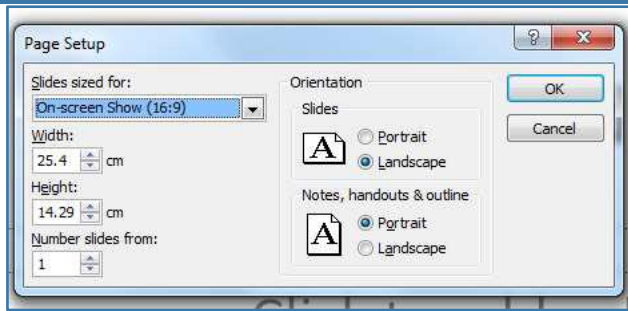 Page Setup
Slides sized for:
On-screen Show (16:9)
Width:
25.4 cm
Height:
14.29 cm
Number slides from:
1
Orientation
Slides
A
Portrait
Landscape
Notes, handouts & outline
A
Portrait
Landscape
OK
Cancel